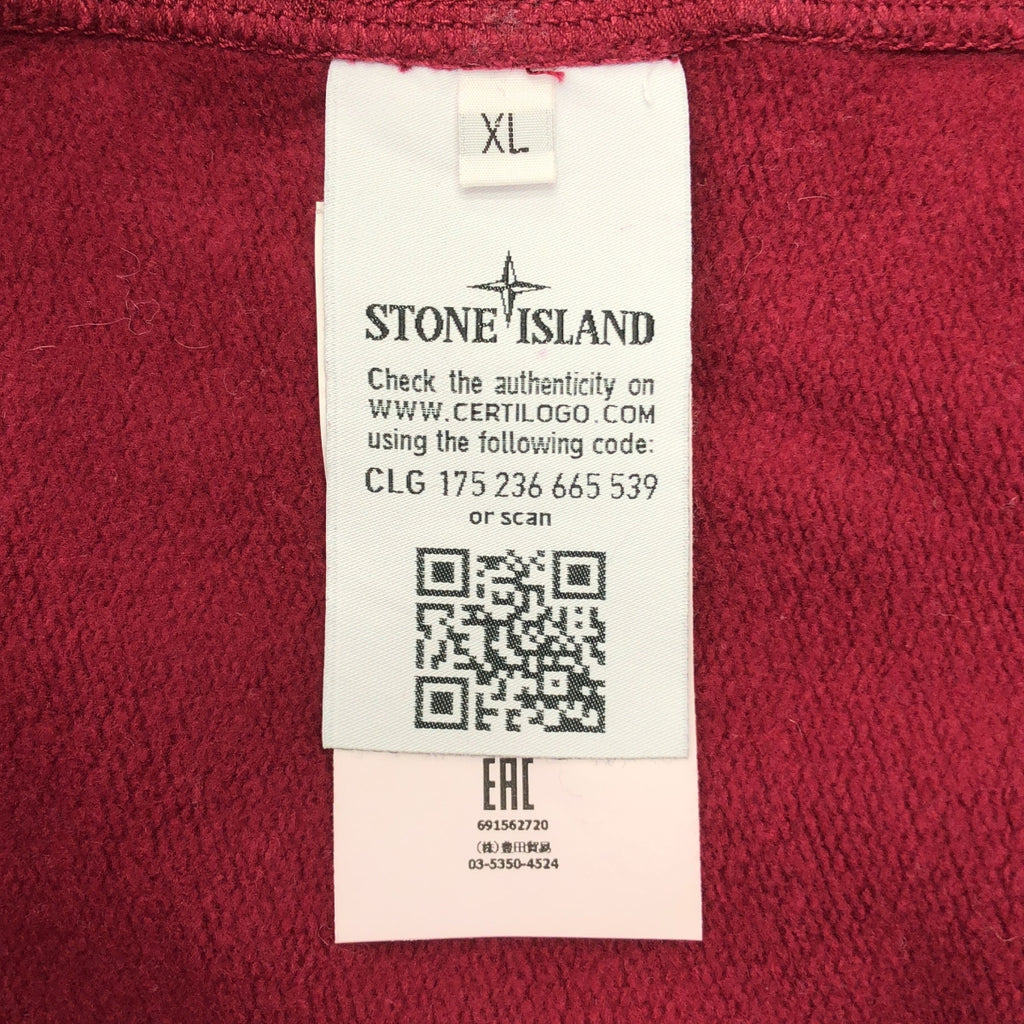 XL
STONE ISLAND
Check the authenticity on
WWW.CERTILOGO.COM
using the following code:
CLG 175 236 665 539
or scan
EAC
691562720
(株)豊田貿易
03-5350-4524